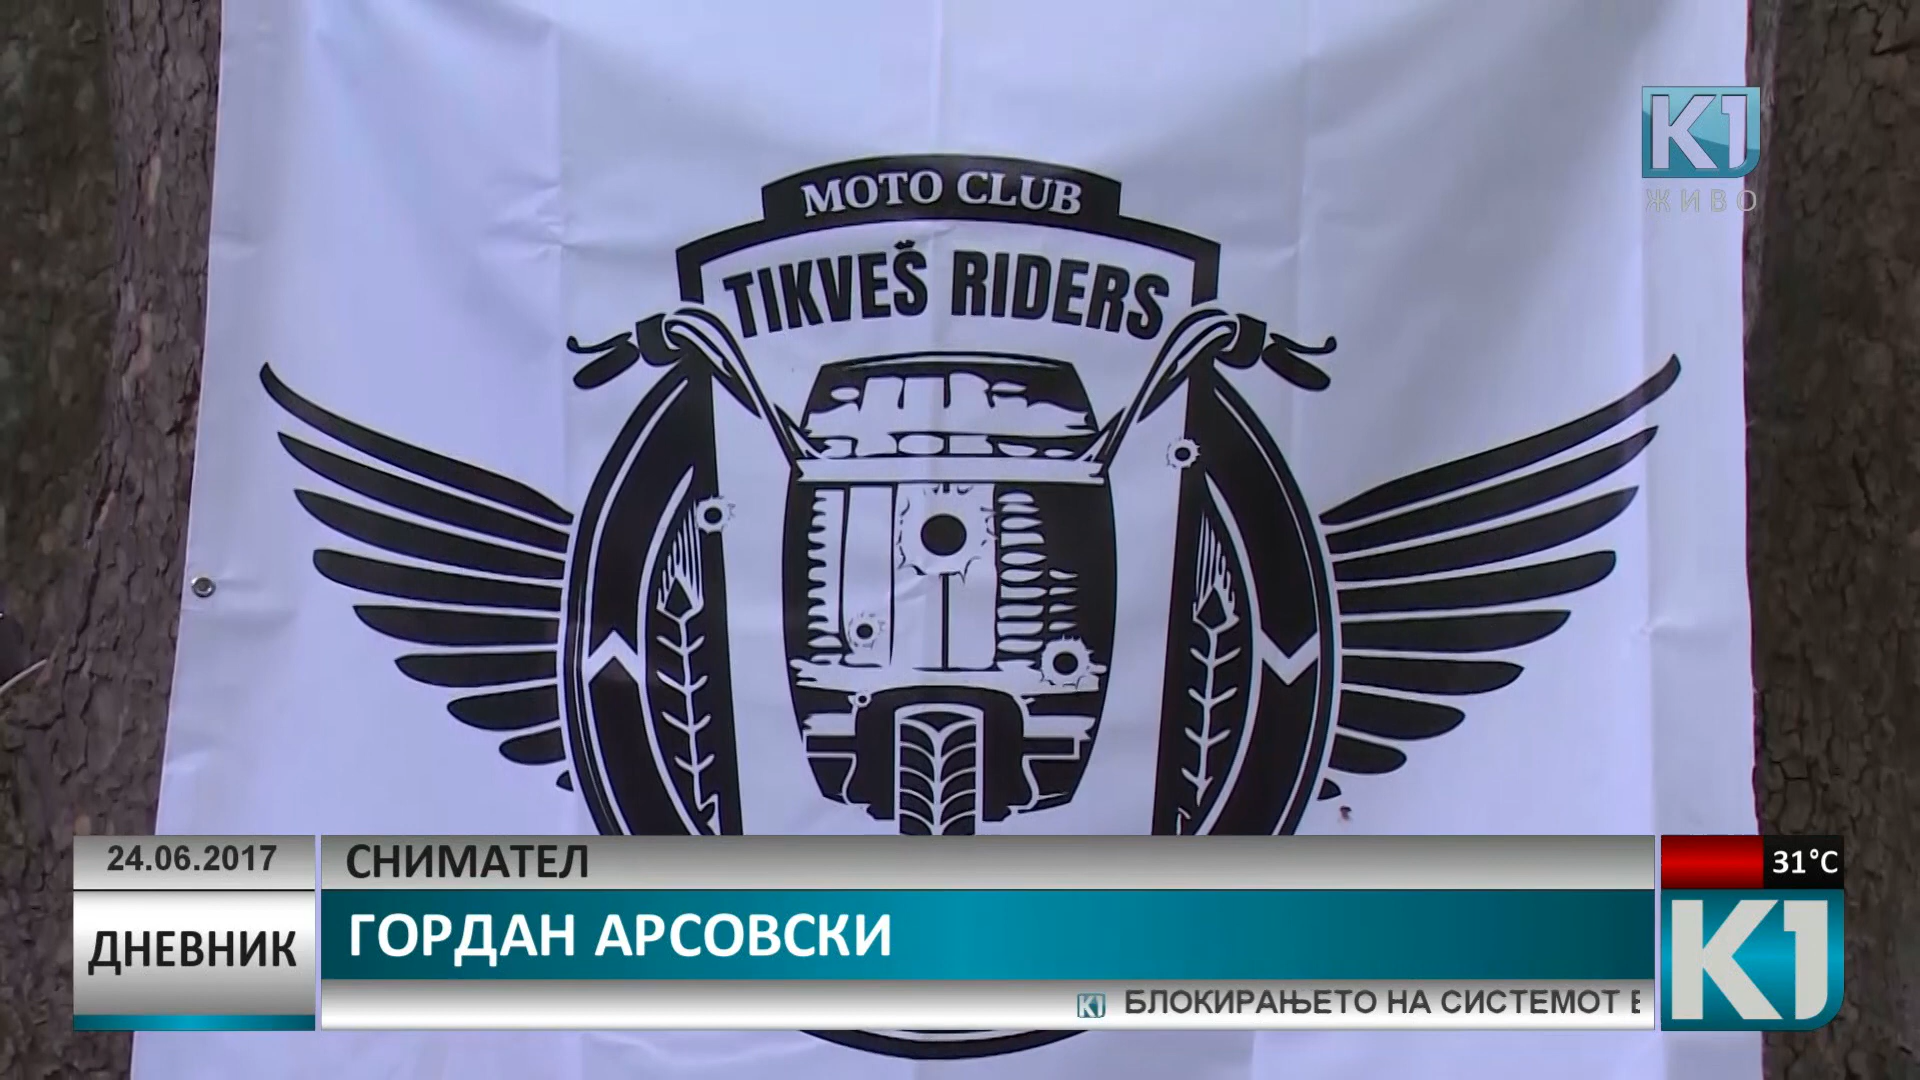 K1
ЖИВО
MOTO CLUB
TIKVEŠ RIDERS
24.06.2017
СНИМАТЕЛ
31°C
ДНЕВНИК
ГОРДАН АРСОВСКИ
K1
K1 БЛОКИРАЊЕТО НА СИСТЕМОТ